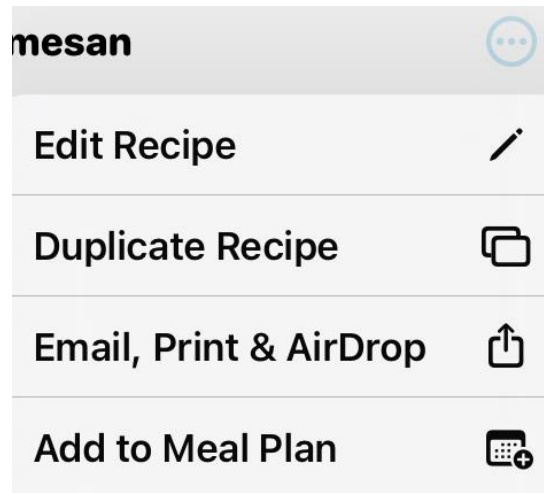 mesan
Edit Recipe
Duplicate Recipe
Email, Print & AirDrop
Add to Meal Plan